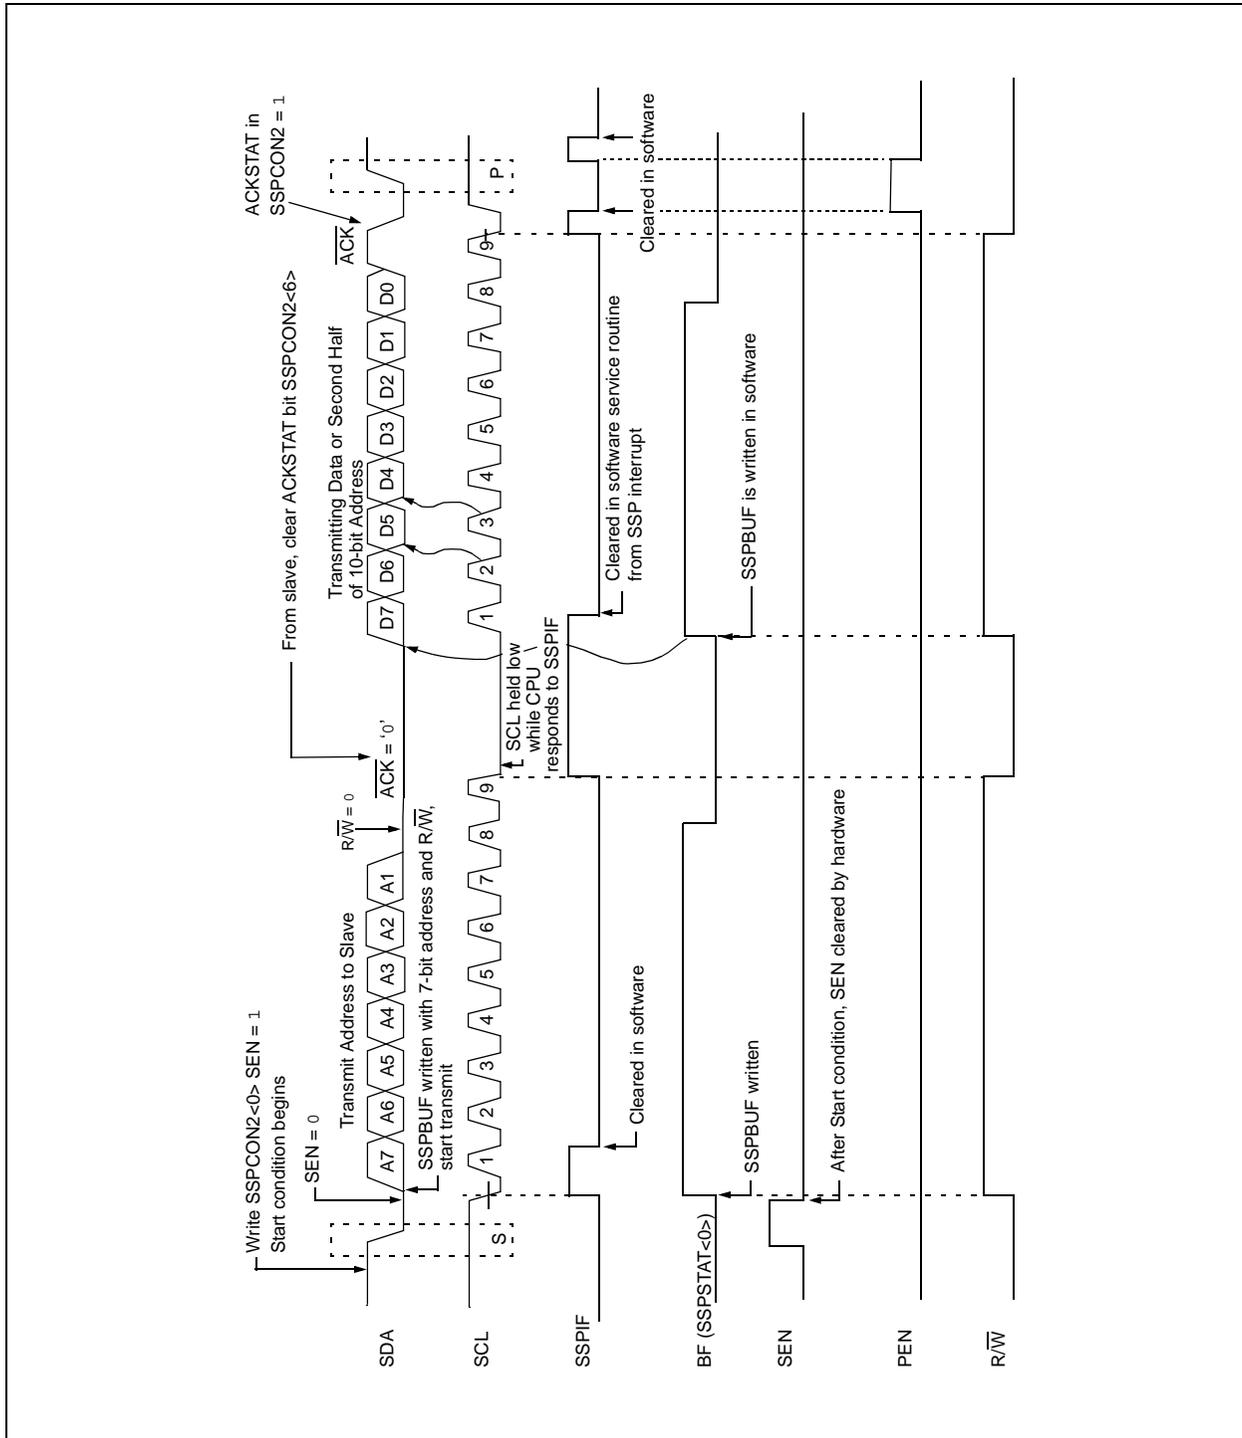 Write SSPCON2<0> SEN = 1
Start condition begins
SEN = 0
From slave, clear ACKSTAT bit SSPCON2<6>
ACKSTAT in
SSPCON2 = 1
Transmit Address to Slave
R/W = 0
ACK = ‘0’
Transmitting Data or Second Half
of 10-bit Address
ACK
SDA
A7 A6 A5 A4 A3 A2 A1
D7 D6 D5 D4 D3 D2 D1 D0
SSPBUF written with 7-bit address and R/W,
start transmit
SCL
S
1 2 3 4 5 6 7 8 9
1 2 3 4 5 6 7 8 9
P
SCL held low
while CPU
responds to SSPIF
SSPIF
Cleared in software
Cleared in software service routine
from SSP interrupt
Cleared in software
BF (SSPSTAT<0>)
SSPBUF written
SSPBUF is written in software
SEN
After Start condition, SEN cleared by hardware
PEN
R/W